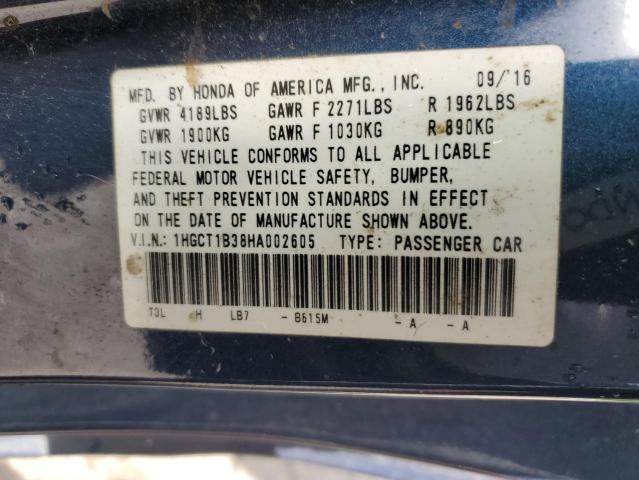 MFD. BY HONDA OF AMERICA MFG., INC. 09/'16
GVWR 4189LBS GAWR F 2271LBS R 1962LBS
GVWR 1900KG GAWR F 1030KG R 890KG
THIS VEHICLE CONFORMS TO ALL APPLICABLE
FEDERAL MOTOR VEHICLE SAFETY, BUMPER,
AND THEFT PREVENTION STANDARDS IN EFFECT
ON THE DATE OF MANUFACTURE SHOWN ABOVE.
V.I.N.: 1HGCT1B38HA002605 TYPE: PASSENGER CAR
T3L H LB7 - B615M - A - A